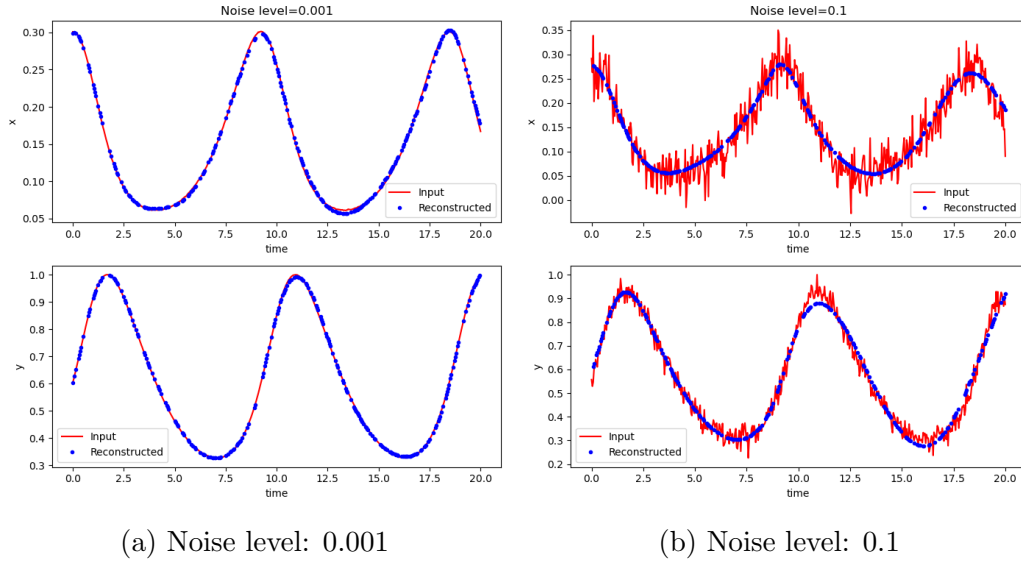 Noise level=0.001
0.30
0.25
0.20
0.15
0.10
0.05
x
0.0 2.5 5.0 7.5 10.0 12.5 15.0 17.5 20.0
time
Input
Reconstructed
1.0
0.9
0.8
0.7
0.6
0.5
0.4
0.3
y
0.0 2.5 5.0 7.5 10.0 12.5 15.0 17.5 20.0
time
Input
Reconstructed
(a) Noise level: 0.001
Noise level=0.1
0.35
0.30
0.25
0.20
0.15
0.10
0.05
0.00
x
0.0 2.5 5.0 7.5 10.0 12.5 15.0 17.5 20.0
time
Input
Reconstructed
1.0
0.9
0.8
0.7
0.6
0.5
0.4
0.3
0.2
y
0.0 2.5 5.0 7.5 10.0 12.5 15.0 17.5 20.0
time
Input
Reconstructed
(b) Noise level: 0.1